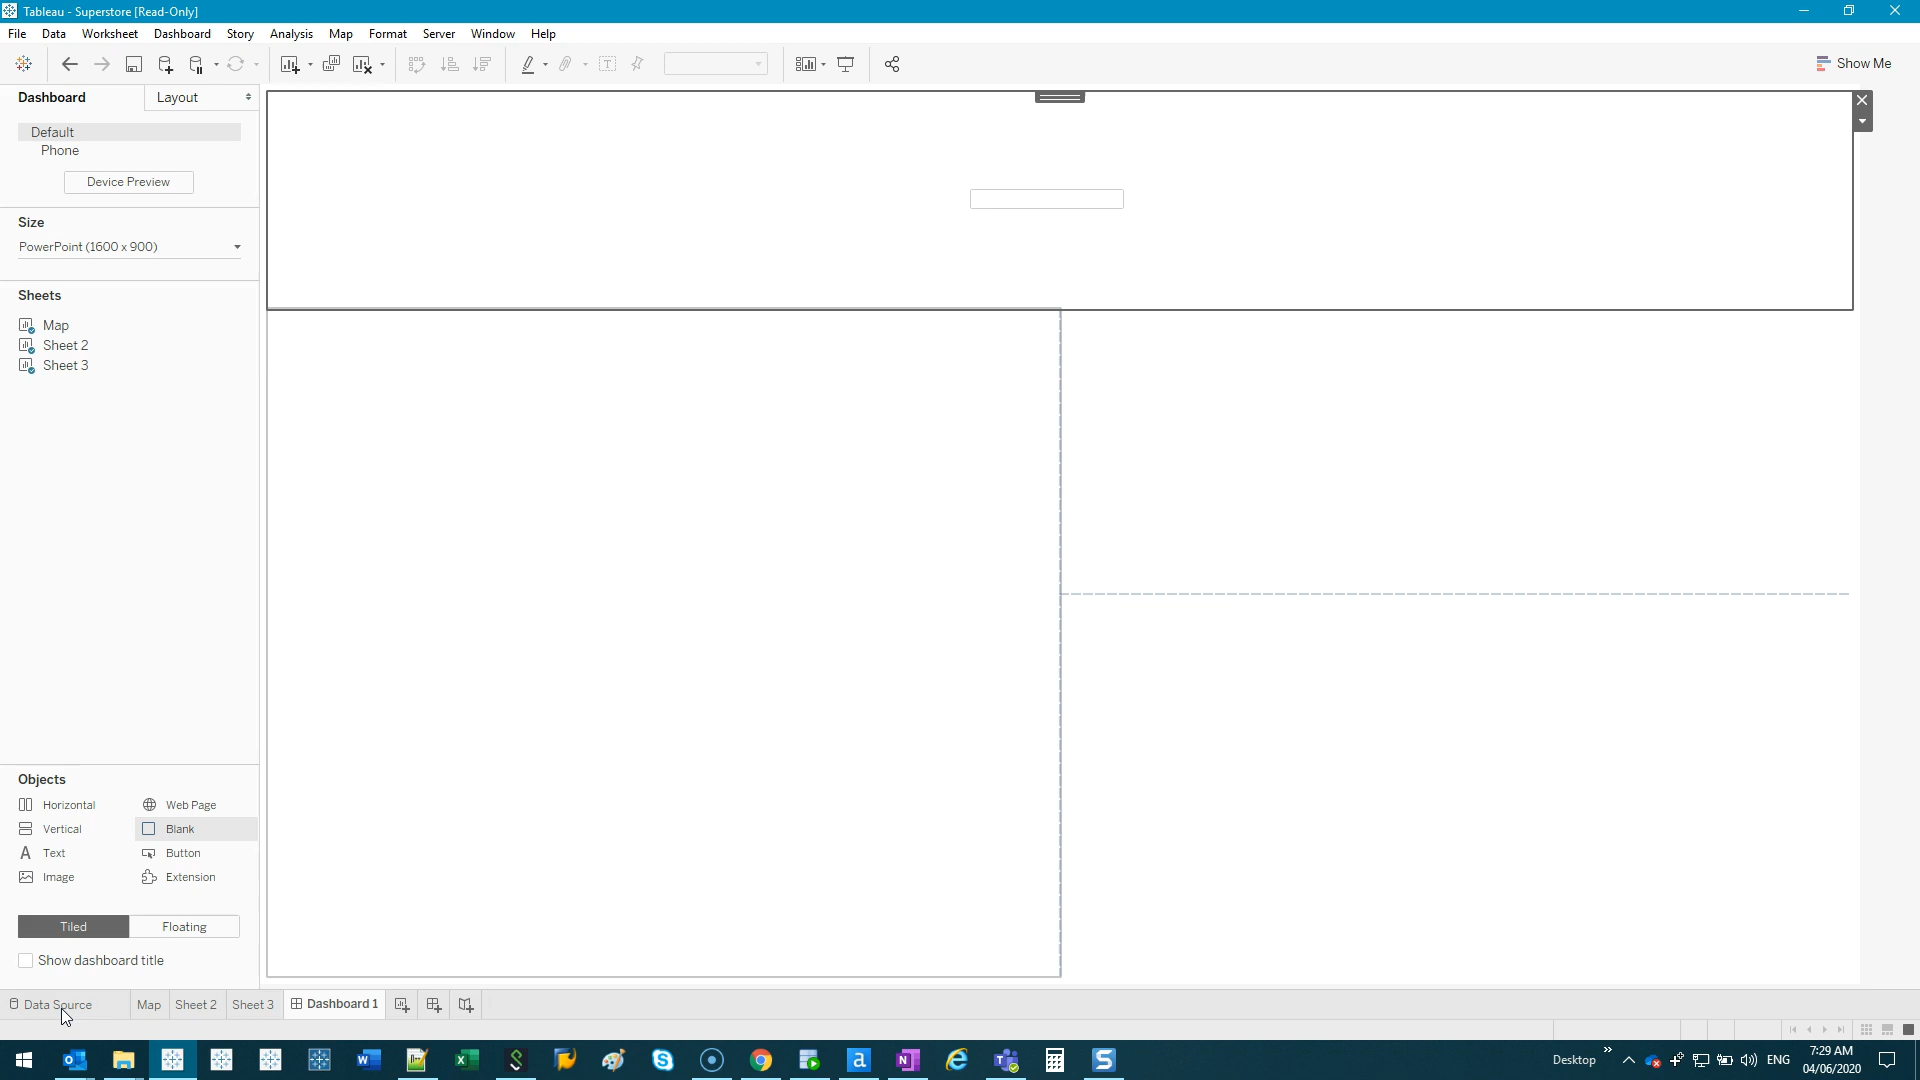 Tableau - Superstore [Read-Only]
File Data Worksheet Dashboard Story Analysis Map Format Server Window Help
Show Me
Dashboard Layout
Default
Phone
Device Preview
Size
PowerPoint (1600 x 900)
Sheets
Map
Sheet 2
Sheet 3
Objects
Horizontal Web Page
Vertical Blank
Text Button
Image Extension
Tiled Floating
Show dashboard title
Data Source Map Sheet 2 Sheet 3 Dashboard 1
Desktop ENG 7:29 AM
04/06/2020